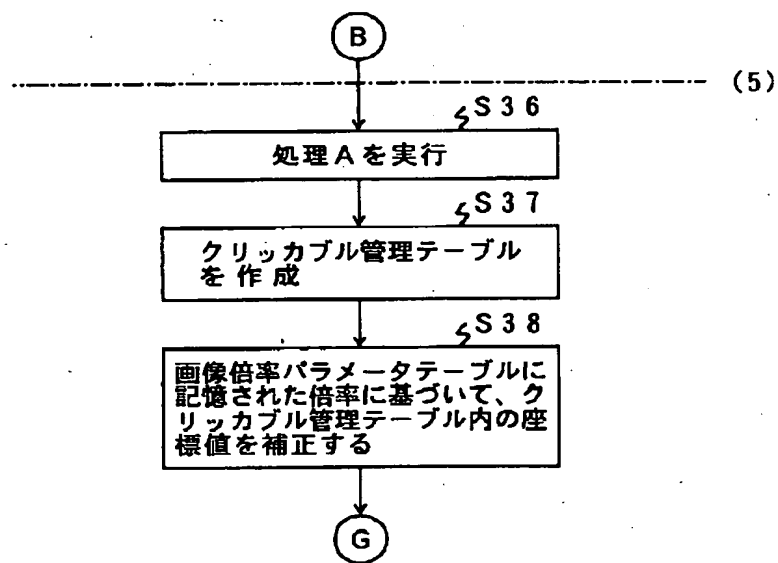 B
(5)
S36
処理Aを実行
S37
クリッカブル管理テーブル
を作成
S38
画像倍率パラメータテーブルに
記憶された倍率に基づいて、ク
リッカブル管理テーブル内の座
標値を補正する
G